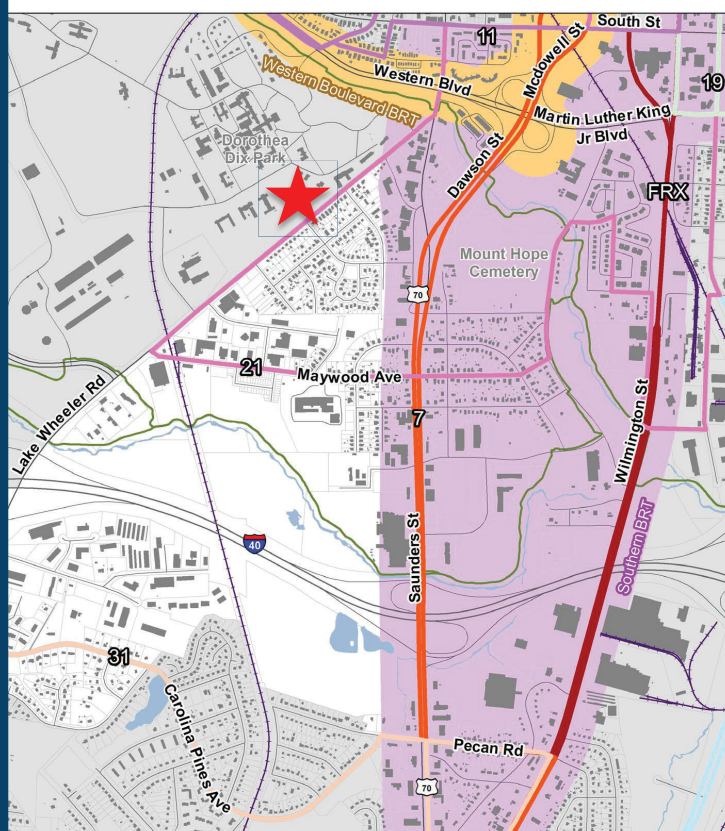 South St
11
Western Blvd
Mcdowell St
Western Boulevard BRT
19
Martin Luther King
Jr Blvd
Dorothea
Dix Park
Dawson St
FRX
Mount Hope
Cemetery
70
21
Maywood Ave
Lake Wheeler Rd
7
Wilmington St
40
Saunders St
Southern BRT
31
Carolina Pines Ave
Pecan Rd
70